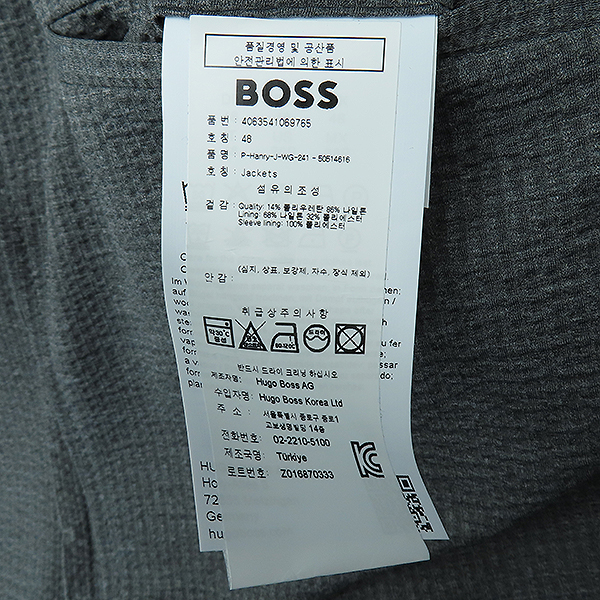 품질경영 및 공산품
안전관리법에 의한 표시
BOSS
품 번 : 4063541069765
호 칭 : 48
품 명 : P-Hanry-J-WG-241 - 50514616
호 칭 : Jackets
섬유의조성
겉 감 : Quality: 14% 폴리우레탄 86% 나일론
Lining: 68% 나일론 32% 폴리에스터
Sleeve lining: 100% 폴리에스터
안 감 : (심지, 상표, 보강제, 자수, 장식 제외)
취급상주의사항
약30℃
중성
드라이
반드시 드라이 크리닝 하십시오
제조자명: Hugo Boss AG
수입자명: Hugo Boss Korea Ltd
주 소 : 서울특별시 종로구 종로1
교보생명빌딩 14층
전화번호: 02-2210-5100
제조국명: Türkiye
로트번호: Z016870333